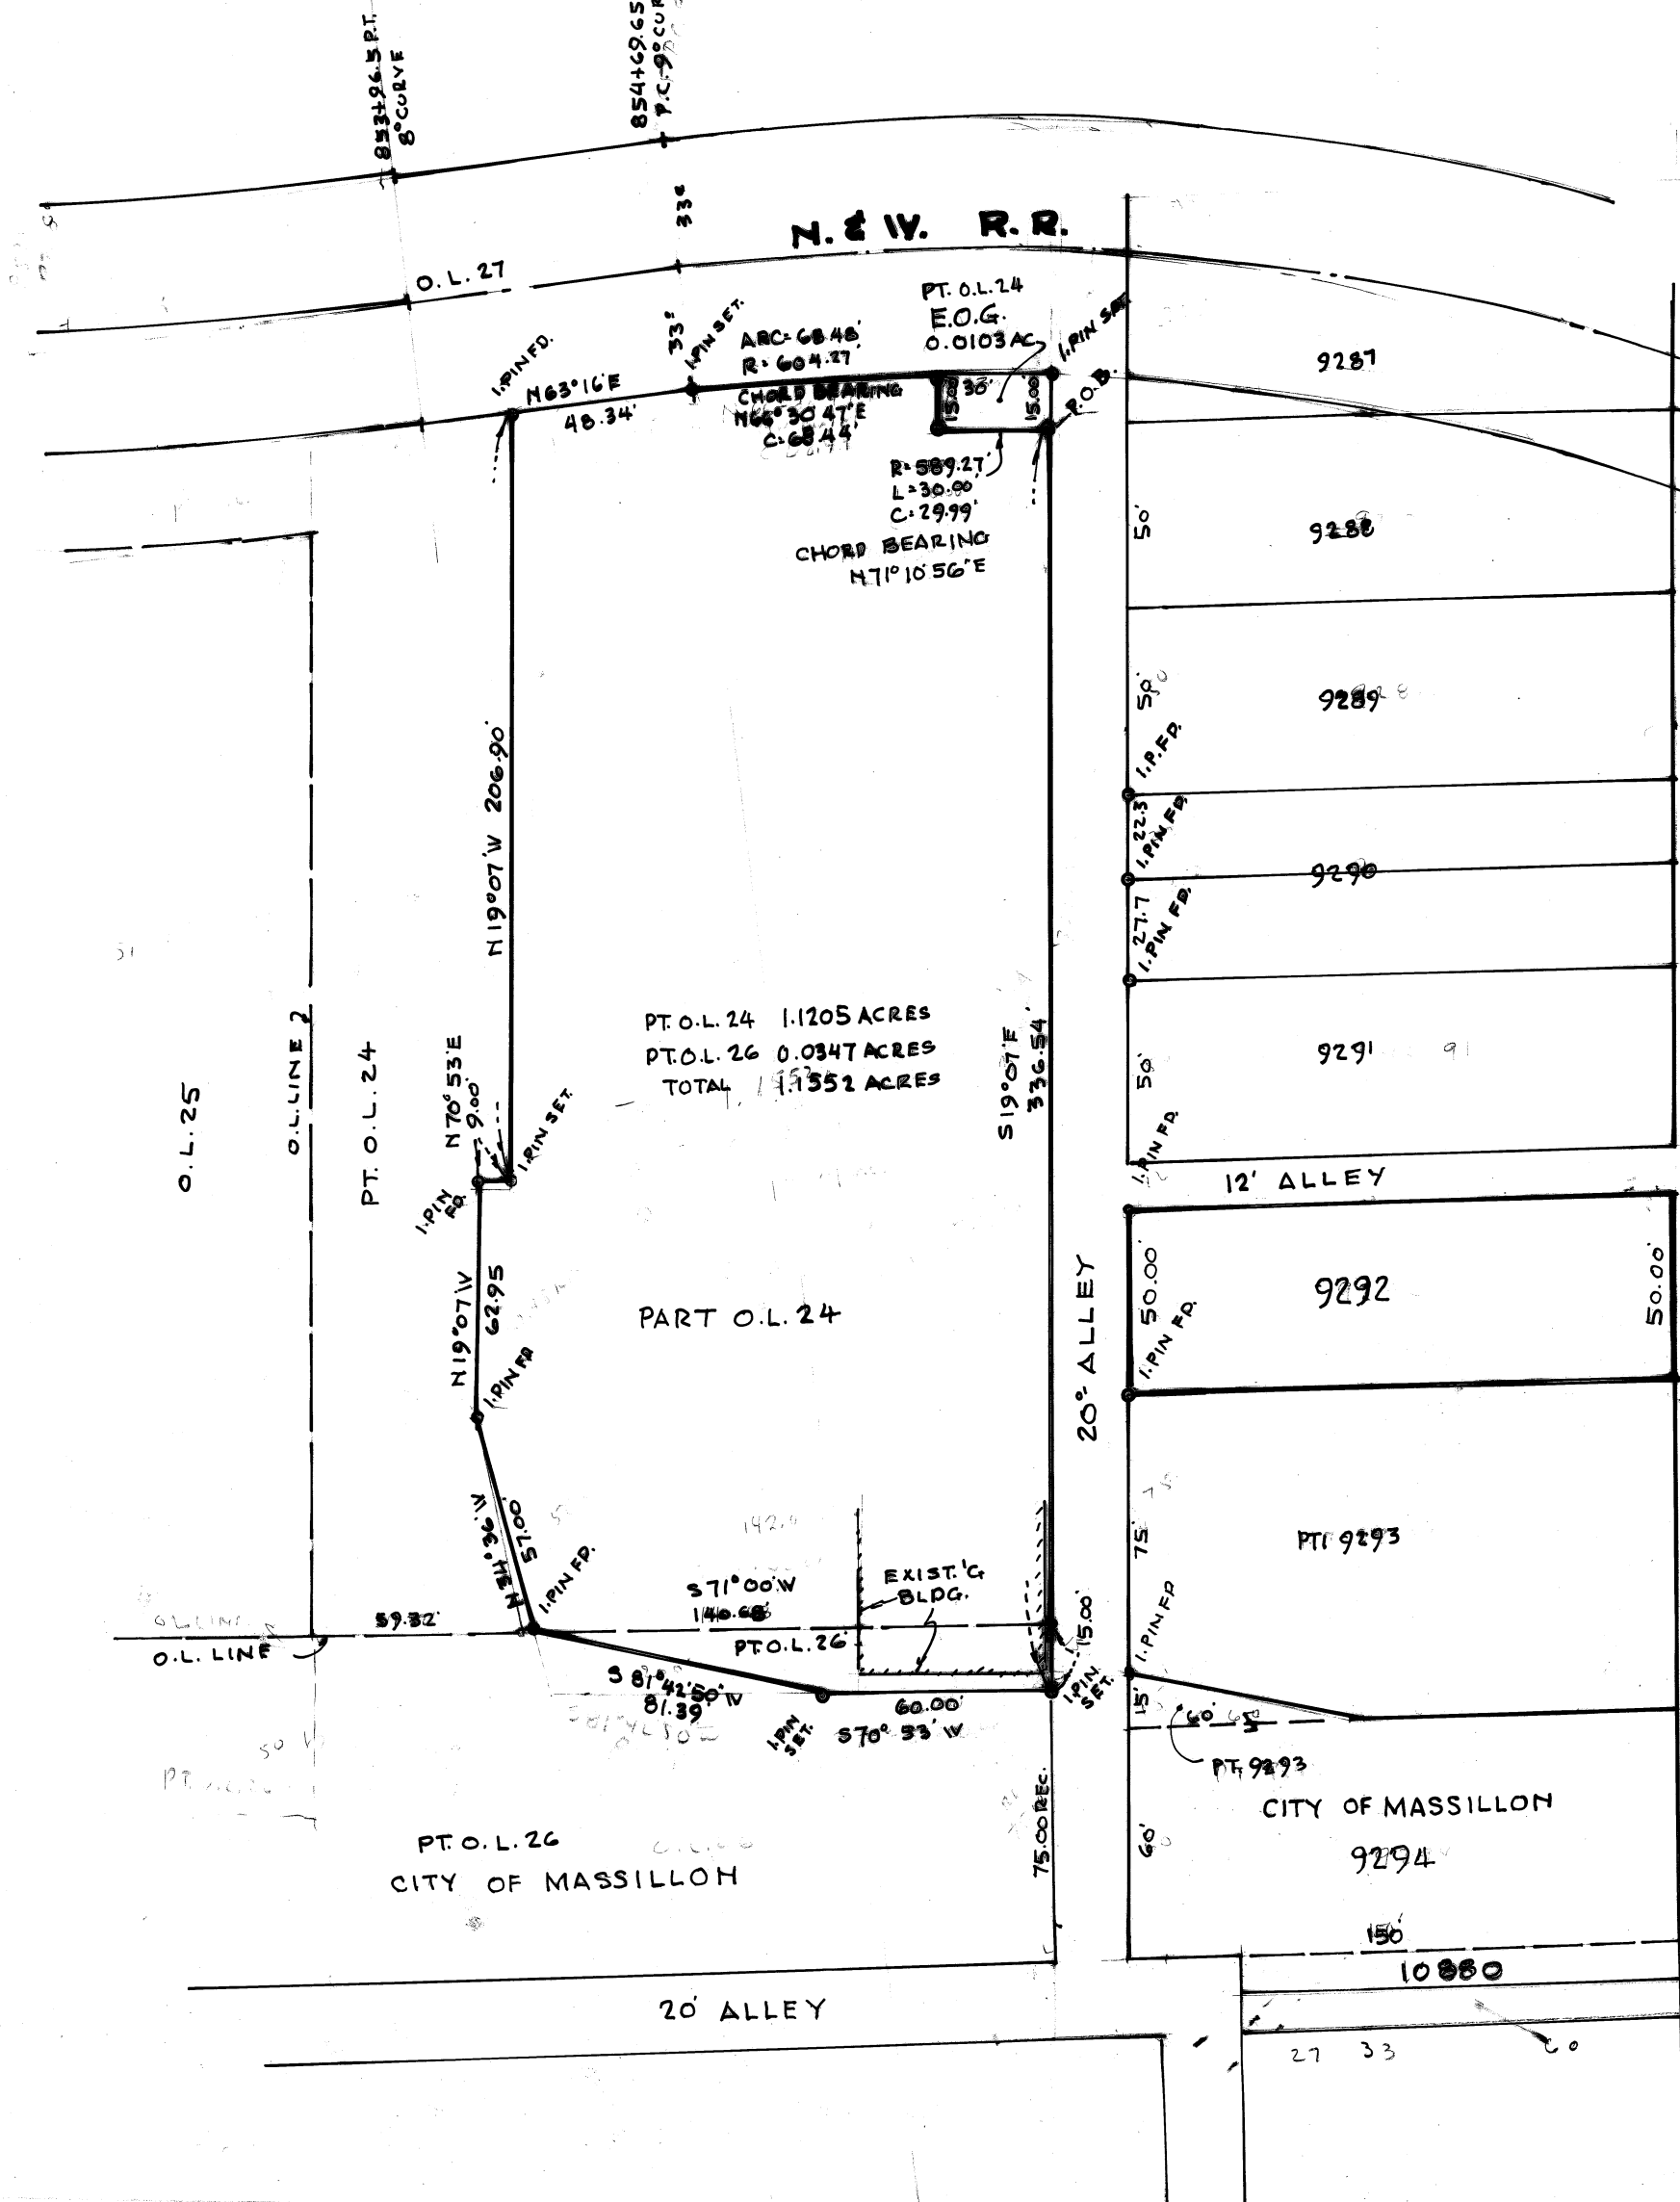 853+96.5 P.T.
8° CURVE
854+69.65
P.C. 9° CUR
33'
N. & W. R. R.
O.L. 27
PT. O.L. 24
E.O.G.
0.0103 AC.
I. PIN SET
33'
I. PIN SET.
ARC= 68.48'
R= 604.27'
I. PIN FD.
N63°16'E
48.34'
CHORD BEARING
N66°30'47"E
C=68.44'
15.00'
30'
15.00'
P.O.B.
R=589.27'
L=30.00'
C=29.99'
CHORD BEARING
N71°10'56"E
9287
50'
9288
50'
9289
I.P. FD.
22.3
I. PIN FD.
9290
27.7
I. PIN FD.
50'
9291
I. PIN FD.
12' ALLEY
N19°07'W 206.90'
PT. O.L. 24 1.1205 ACRES
PT. O.L. 26 0.0347 ACRES
TOTAL 1.1552 ACRES
S19°07'E
336.54'
O.L. 25
O.L. LINE
PT. O.L. 24
N70°53'E
9.00'
I. PIN SET.
I. PIN
FD.
N19°07'W
62.95
I. PIN FD
PART O.L. 24
20' ALLEY
50.00'
9292
50.00'
I. PIN FD.
75'
PT. 9293
I. PIN FD
N34°36'W
57.00'
I. PIN FD.
59.32'
O.L. LINE
142.
S71°00'W
140.68'
PT. O.L. 26
EXIST.'G
BLDG.
15.00'
I. PIN
SET.
S 81°42'50" W
81.39'
I. PIN
SET.
60.00'
S70°53'W
15'
60'
PT. 9293
CITY OF MASSILLON
9294
75.00 REC.
60'
PT. O.L. 26
CITY OF MASSILLON
150'
10880
20' ALLEY
27 33 60